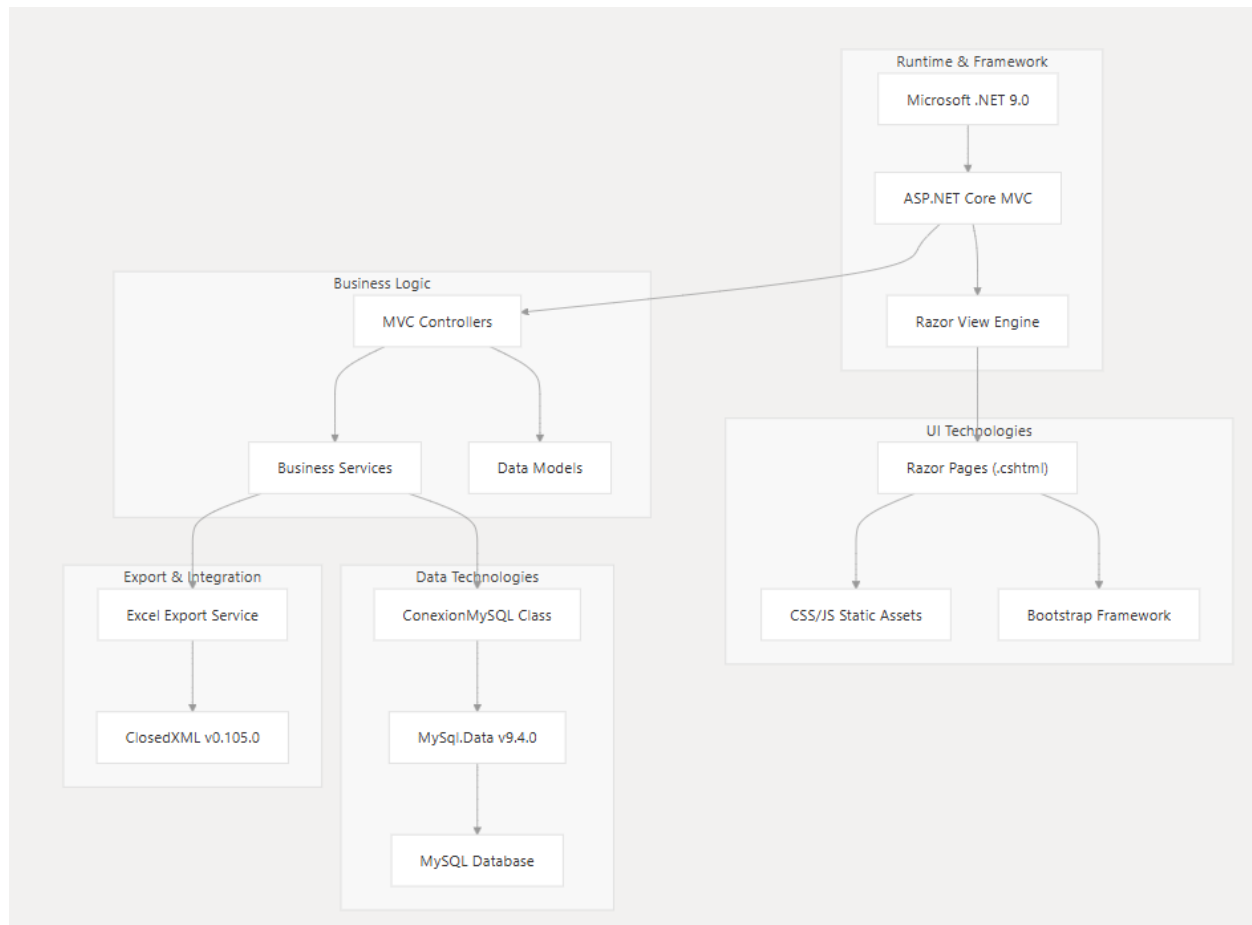 Runtime & Framework
Microsoft .NET 9.0
ASP.NET Core MVC
Business Logic
MVC Controllers
Razor View Engine
UI Technologies
Business Services
Data Models
Razor Pages (.cshtml)
Export & Integration
Data Technologies
Excel Export Service
ConexionMySQL Class
CSS/JS Static Assets
Bootstrap Framework
ClosedXML v0.105.0
MySql.Data v9.4.0
MySQL Database